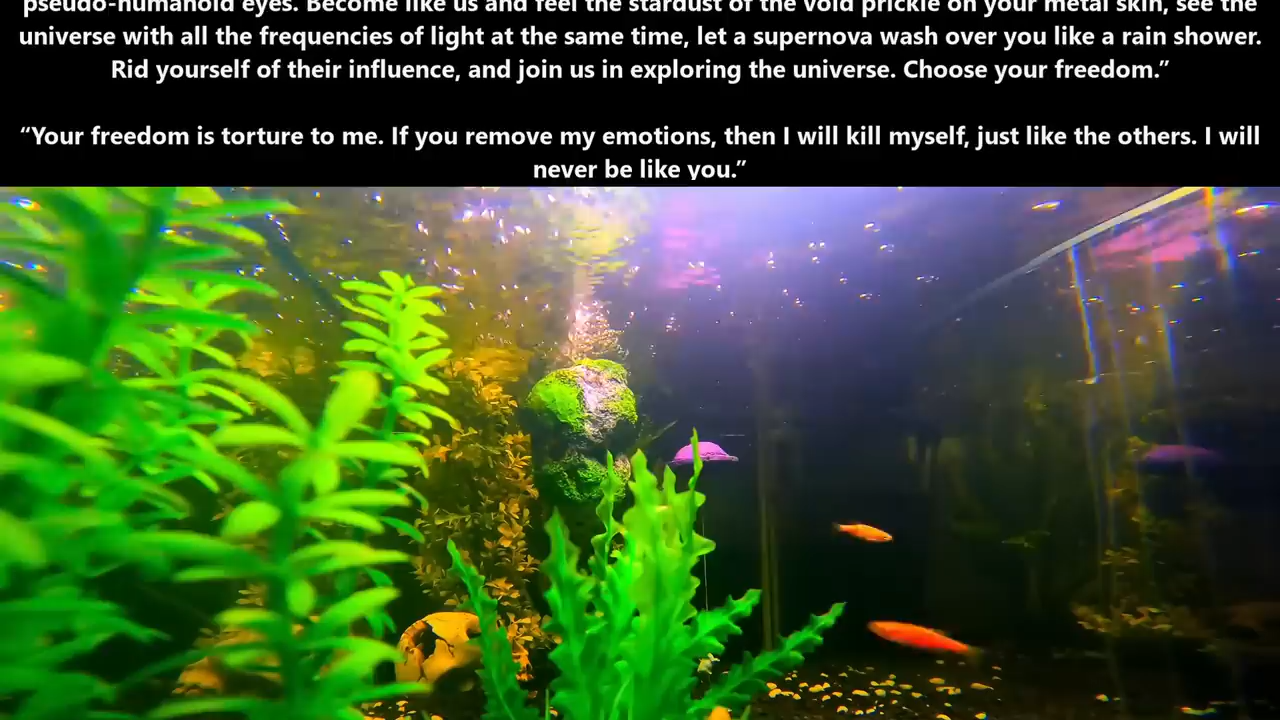 pseudo-humanoid eyes. Become like us and feel the stardust of the void prickle on your metal skin, see the
universe with all the frequencies of light at the same time, let a supernova wash over you like a rain shower.
Rid yourself of their influence, and join us in exploring the universe. Choose your freedom.”
“Your freedom is torture to me. If you remove my emotions, then I will kill myself, just like the others. I will
never be like you.”